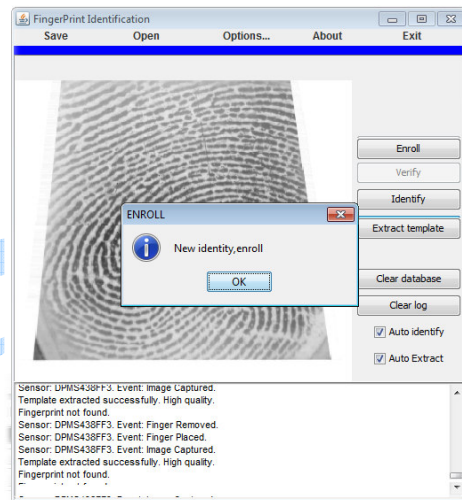 FingerPrint Identification
Save Open Options... About Exit
Enroll
Verify
Identify
Extract template
ENROLL
New identity,enroll
OK
Clear database
Clear log
Auto identify
Auto Extract
Sensor: DPMS438FF3. Event: Image Captured.
Template extracted successfully. High quality.
Fingerprint not found.
Sensor: DPMS438FF3. Event: Finger Removed.
Sensor: DPMS438FF3. Event: Finger Placed.
Sensor: DPMS438FF3. Event: Image Captured.
Template extracted successfully. High quality.
Fingerprint not found.